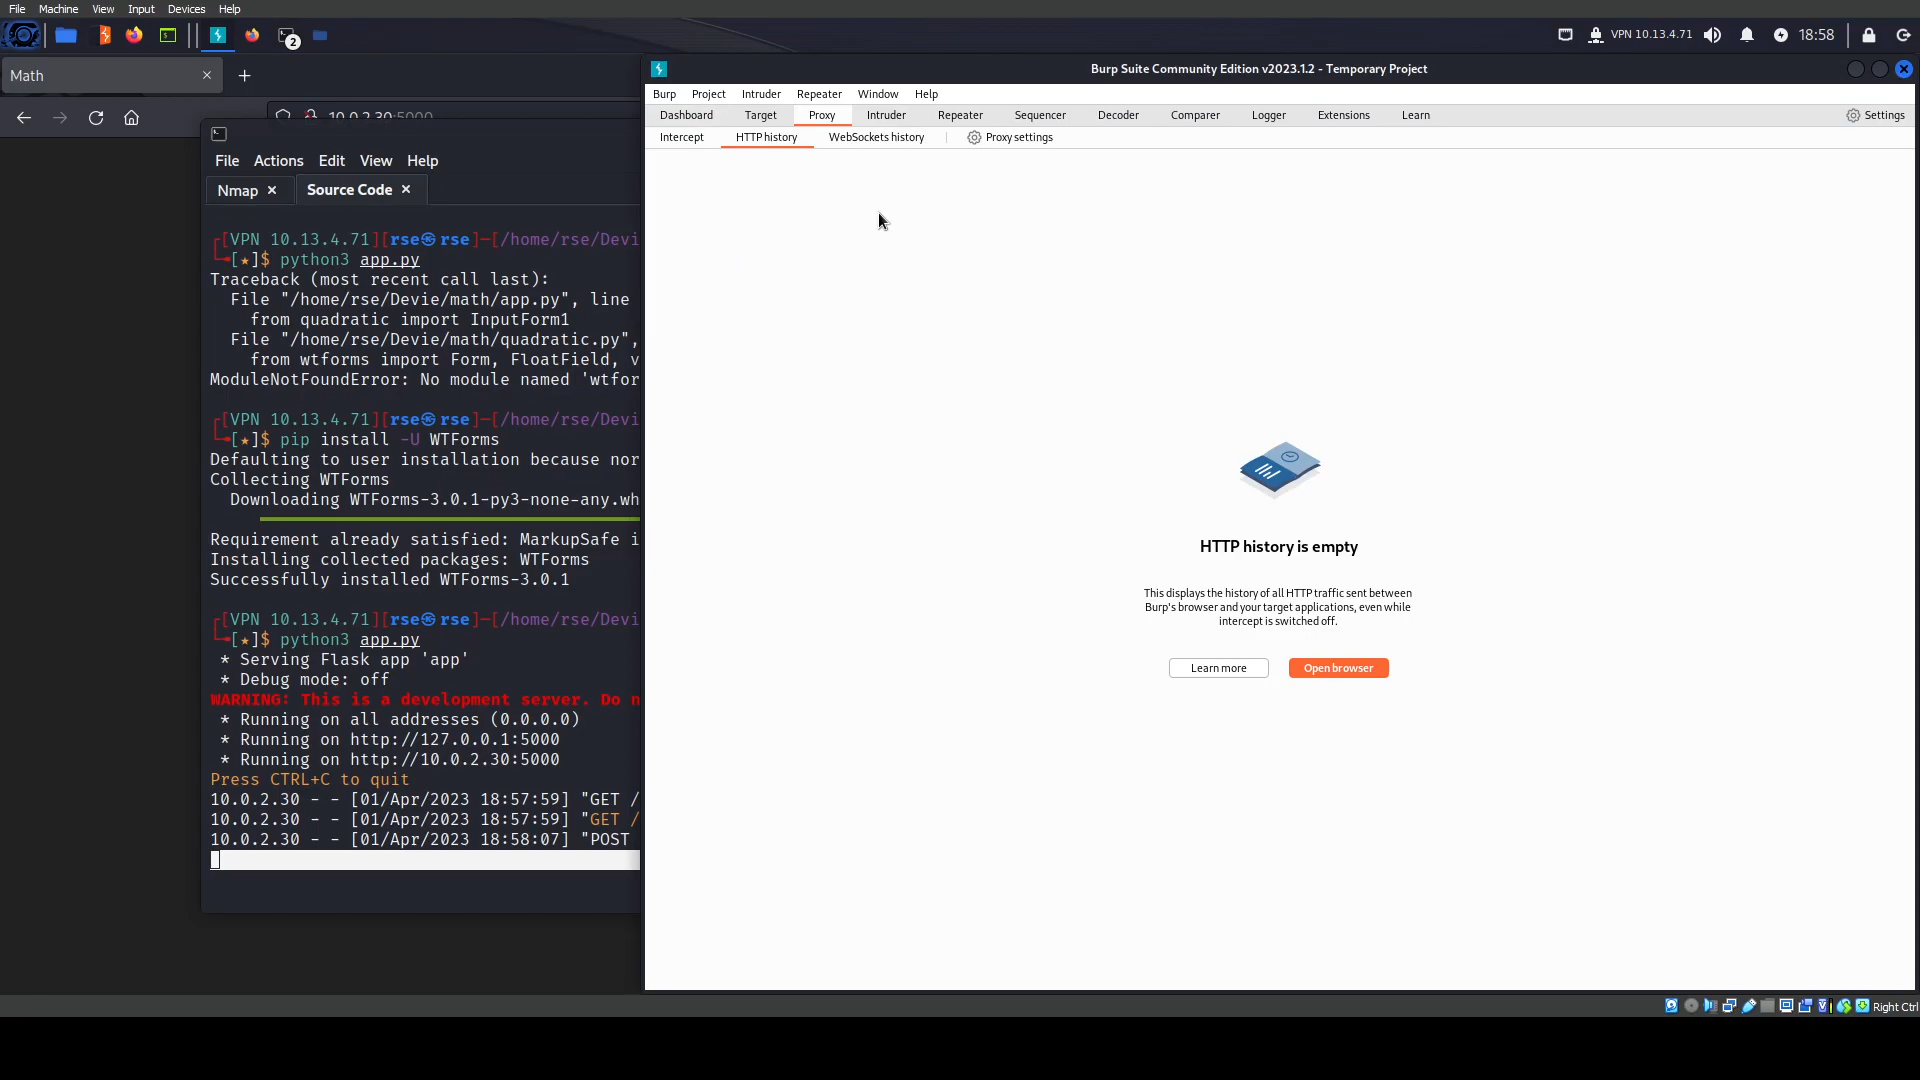 File Machine View Input Devices Help
2
VPN 10.13.4.71
18:58
Math
10.0.2.30:5000
File Actions Edit View Help
Nmap
Source Code
[VPN 10.13.4.71][rse㉿rse]-[/home/rse/Devi
[★]$ python3 app.py
Traceback (most recent call last):
File "/home/rse/Devie/math/app.py", line
from quadratic import InputForm1
File "/home/rse/Devie/math/quadratic.py",
from wtforms import Form, FloatField, v
ModuleNotFoundError: No module named 'wtfor
[VPN 10.13.4.71][rse㉿rse]-[/home/rse/Devi
[★]$ pip install -U WTForms
Defaulting to user installation because nor
Collecting WTForms
Downloading WTForms-3.0.1-py3-none-any.wh
Requirement already satisfied: MarkupSafe i
Installing collected packages: WTForms
Successfully installed WTForms-3.0.1
[VPN 10.13.4.71][rse㉿rse]-[/home/rse/Devi
[★]$ python3 app.py
* Serving Flask app 'app'
* Debug mode: off
WARNING: This is a development server. Do n
* Running on all addresses (0.0.0.0)
* Running on http://127.0.0.1:5000
* Running on http://10.0.2.30:5000
Press CTRL+C to quit
10.0.2.30 - - [01/Apr/2023 18:57:59] "GET /
10.0.2.30 - - [01/Apr/2023 18:57:59] "GET /
10.0.2.30 - - [01/Apr/2023 18:58:07] "POST
Burp Suite Community Edition v2023.1.2 - Temporary Project
Burp Project Intruder Repeater Window Help
Dashboard Target Proxy Intruder Repeater Sequencer Decoder Comparer Logger Extensions Learn Settings
Intercept HTTP history WebSockets history Proxy settings
HTTP history is empty
This displays the history of all HTTP traffic sent between
Burp's browser and your target applications, even while
intercept is switched off.
Learn more Open browser
Right Ctrl